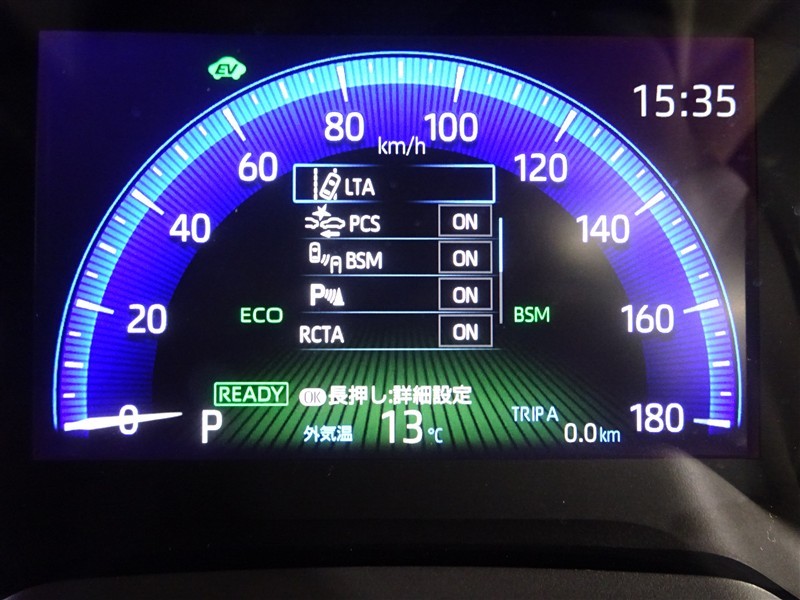 EV
15:35
80
100
km/h
60
120
LTA
40
PCS ON
140
BSM ON
P ON
20
ECO
BSM
160
RCTA ON
READY
OK 長押し:詳細設定
0
P
外気温 13℃
TRIP A
0.0 km
180